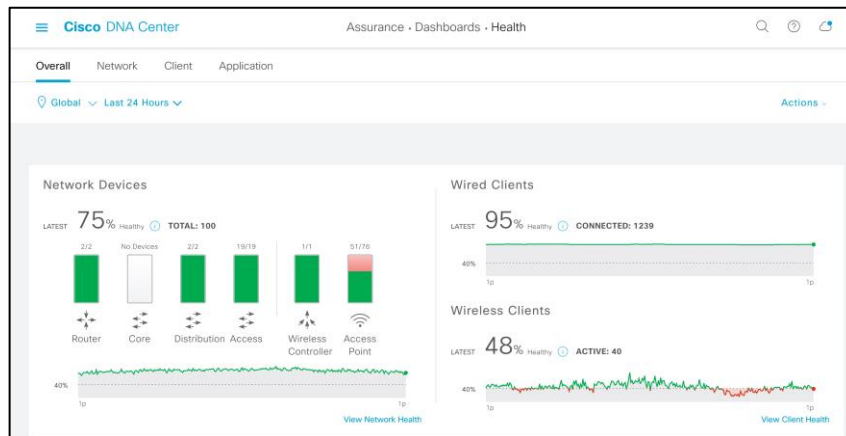 Cisco DNA Center
Assurance • Dashboards • Health
Overall Network Client Application
Global Last 24 Hours
Actions
Network Devices
LATEST 75% Healthy TOTAL: 100
2/2 No Devices 2/2 19/19 1/1 51/76
Router Core Distribution Access Wireless Controller Access Point
40%
1p 1p
View Network Health
Wired Clients
LATEST 95% Healthy CONNECTED: 1239
40%
1p 1p
Wireless Clients
LATEST 48% Healthy ACTIVE: 40
40%
1p 1p
View Client Health